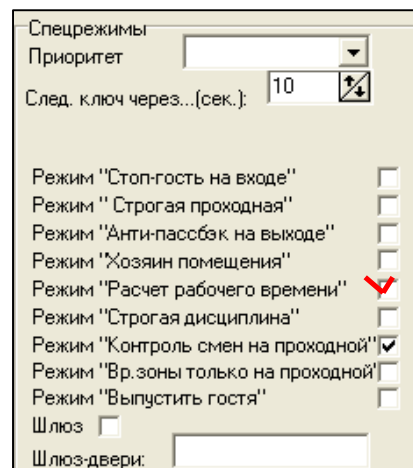 Спецрежимы
Приоритет
След. ключ через...(сек.): 10
Режим "Стоп-гость на входе"
Режим " Строгая проходная"
Режим "Анти-пассбэк на выходе"
Режим "Хозяин помещения"
Режим "Расчет рабочего времени"
Режим "Строгая дисциплина"
Режим "Контроль смен на проходной"
Режим "Вр.зоны только на проходной"
Режим "Выпустить гостя"
Шлюз
Шлюз-двери: